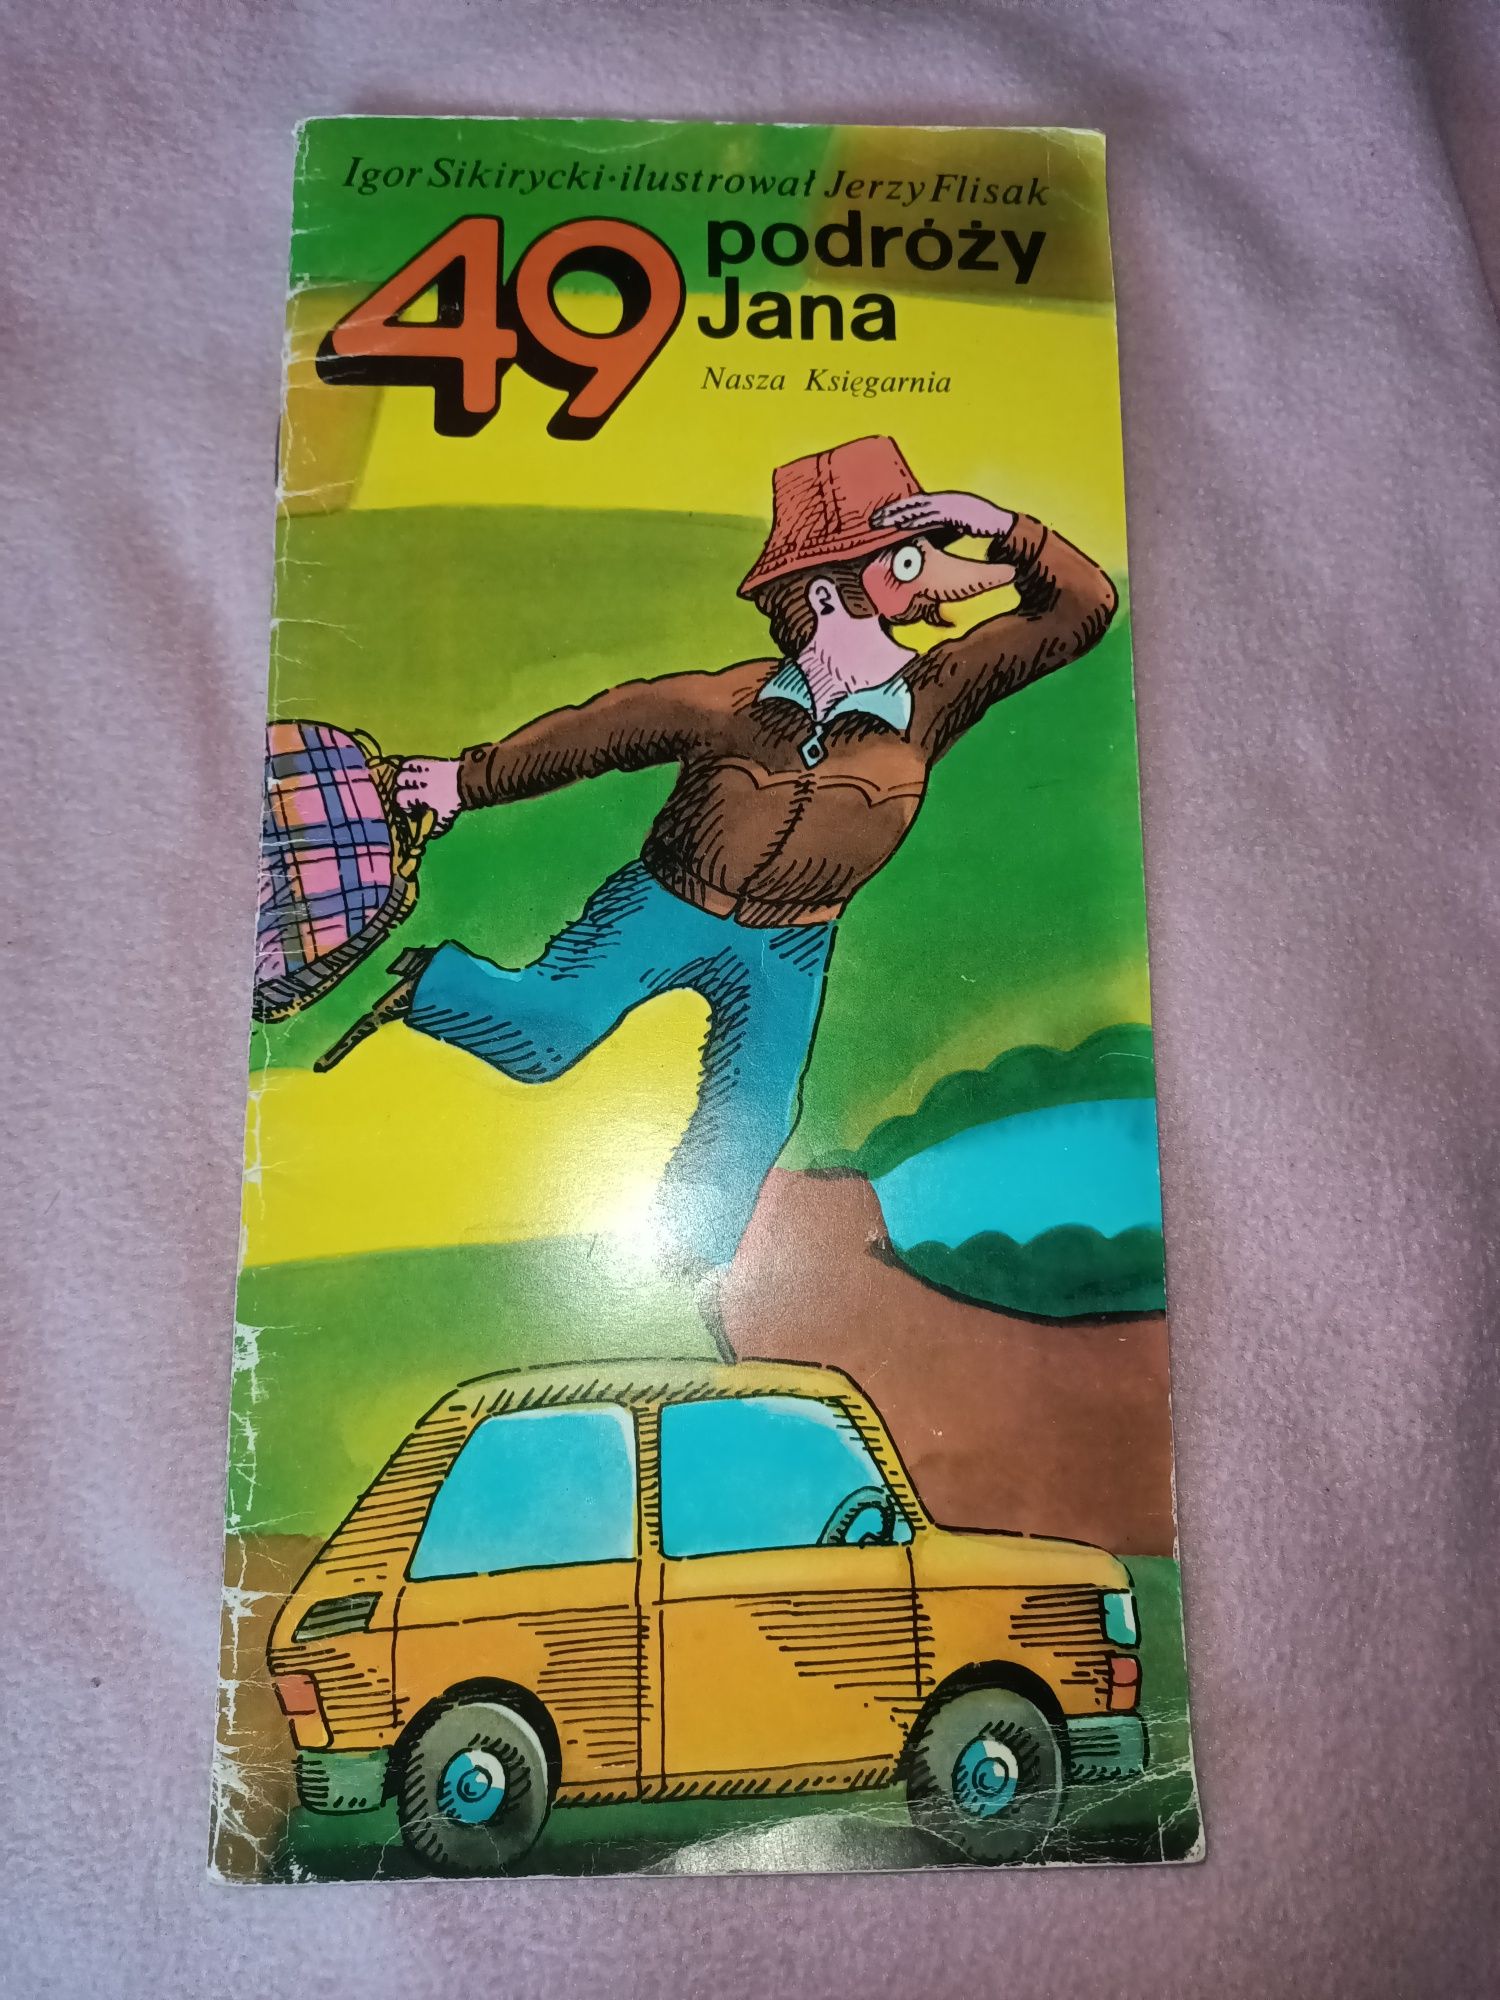 Igor Sikirycki•ilustrował Jerzy Flisak
49 podróży
Jana
Nasza Księgarnia